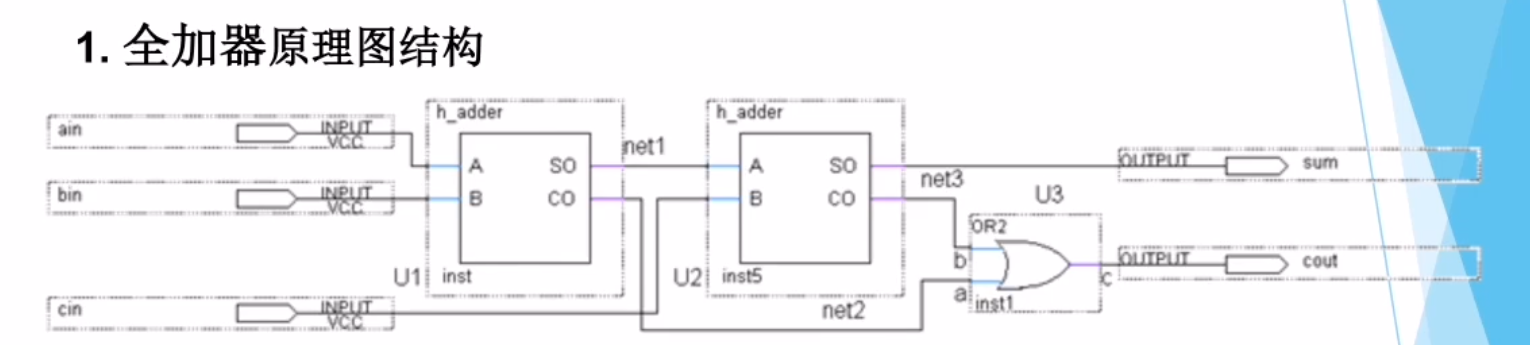 1. 全加器原理图结构
h_adder
h_adder
ain
INPUT
VCC
net1
A
SO
A
SO
OUTPUT
sum
net3
bin
INPUT
VCC
B
CO
B
CO
U3
OR2
b
OUTPUT
cout
c
U1
inst
U2
inst5
a
inst1
cin
INPUT
VCC
net2